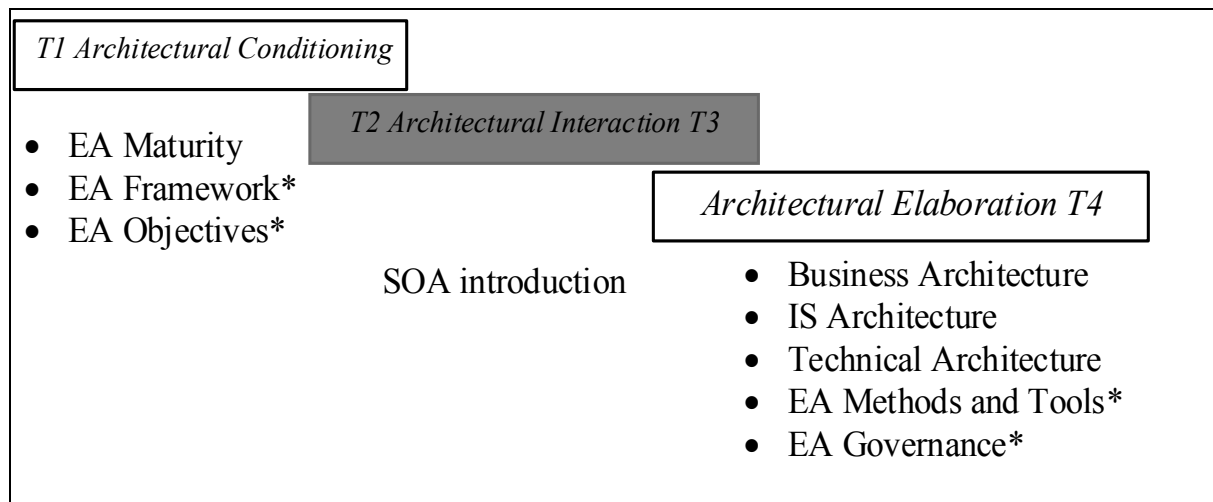 T1 Architectural Conditioning
T2 Architectural Interaction T3
• EA Maturity
• EA Framework*
• EA Objectives*
Architectural Elaboration T4
SOA introduction
• Business Architecture
• IS Architecture
• Technical Architecture
• EA Methods and Tools*
• EA Governance*